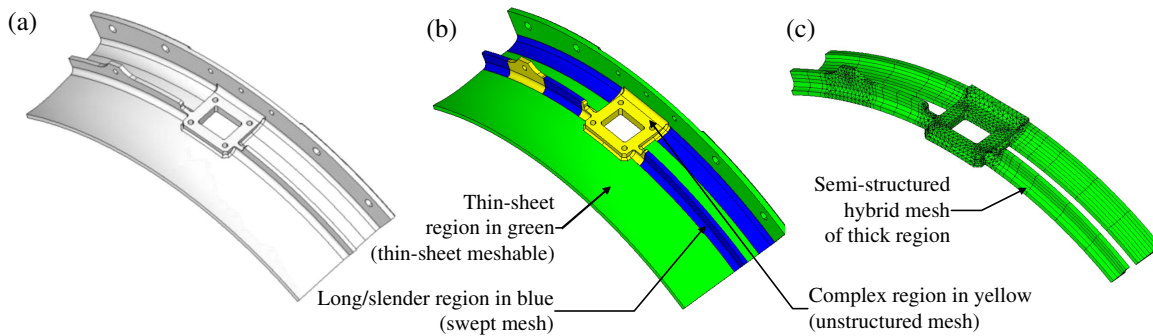 (a)
(b)
(c)
Thin-sheet
region in green
(thin-sheet meshable)
Long/slender region in blue
(swept mesh)
Semi-structured
hybrid mesh
of thick region
Complex region in yellow
(unstructured mesh)